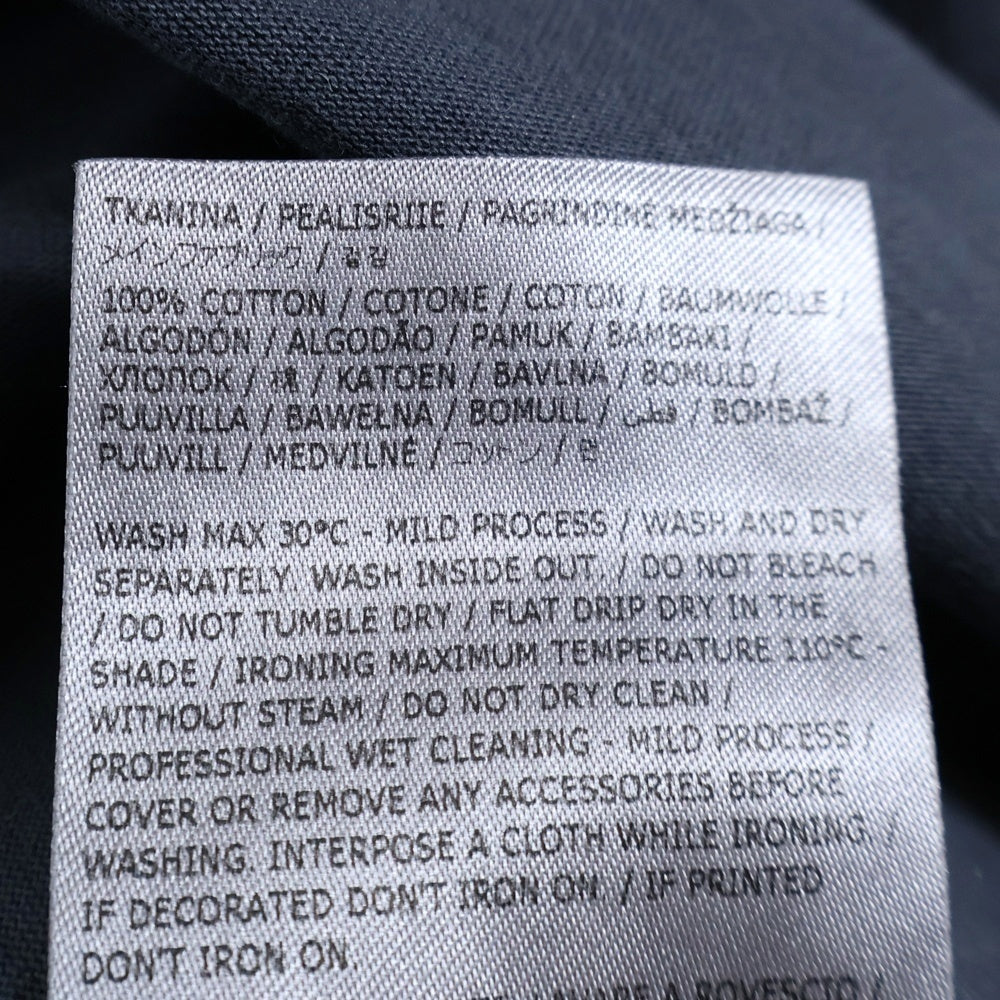 TKANINA / PEALISRIIE / PAGRINDINĖ MEDŽIAGA /
メインファブリック / 겉감
100% COTTON / COTONE / COTON / BAUMWOLLE /
ALGODÓN / ALGODÃO / PAMUK / BAMBAKI /
ХЛОПОК / 棉 / KATOEN / BAVLNA / BOMULD /
PUUVILLA / BAWEŁNA / BOMULL / قطن / BOMBAŽ /
PUUVILL / MEDVILNĖ / コットン / 면
WASH MAX 30°C - MILD PROCESS / WASH AND DRY
SEPARATELY. WASH INSIDE OUT. / DO NOT BLEACH
/ DO NOT TUMBLE DRY / FLAT DRIP DRY IN THE
SHADE / IRONING MAXIMUM TEMPERATURE 110°C -
WITHOUT STEAM / DO NOT DRY CLEAN /
PROFESSIONAL WET CLEANING - MILD PROCESS /
COVER OR REMOVE ANY ACCESSORIES BEFORE
WASHING. INTERPOSE A CLOTH WHILE IRONING. /
IF DECORATED DON'T IRON ON. / IF PRINTED
DON'T IRON ON.
A ROVESCIO /